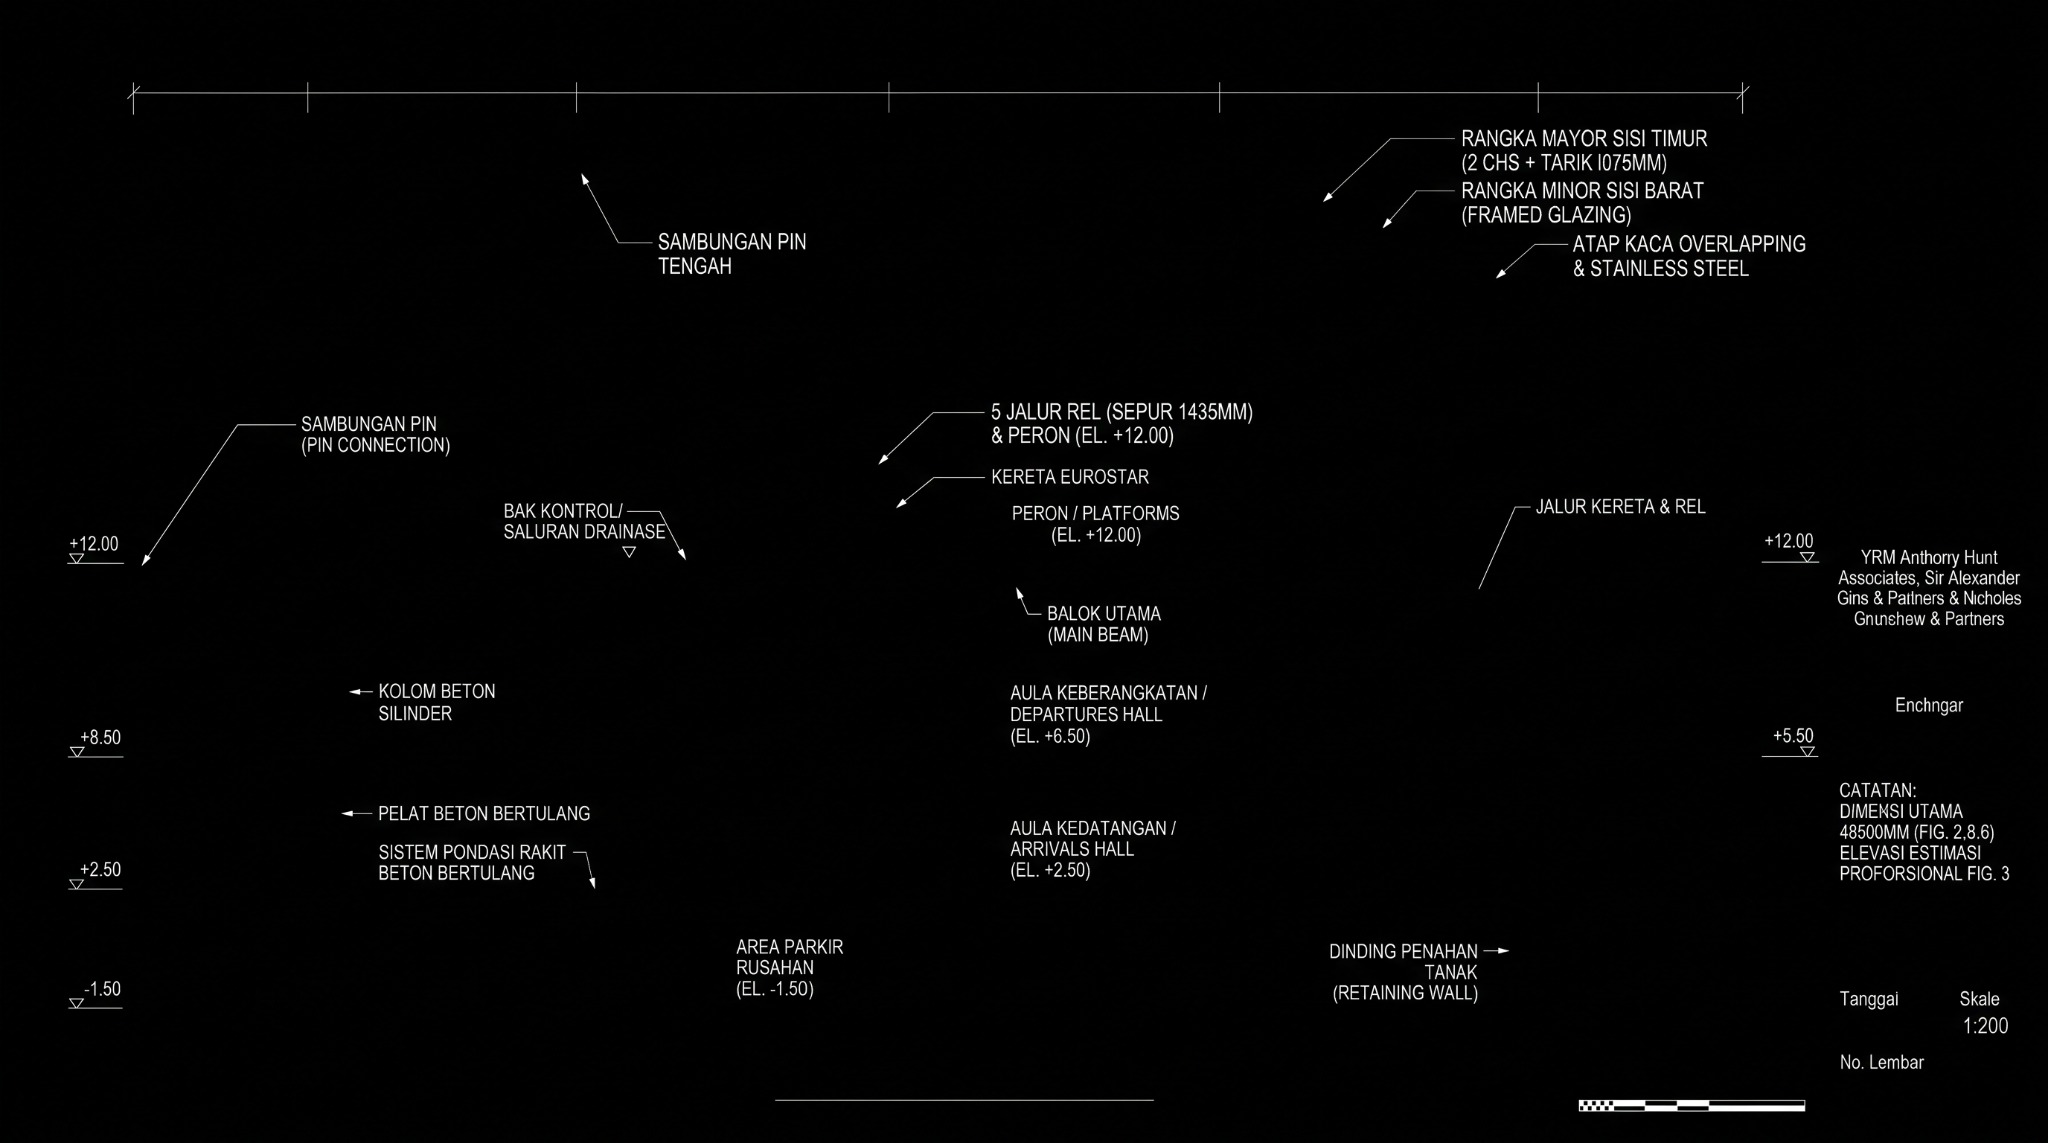 RANGKA MAYOR SISI TIMUR
(2 CHS + TARIK I075MM)
RANGKA MINOR SISI BARAT
(FRAMED GLAZING)
ATAP KACA OVERLAPPING
& STAINLESS STEEL
SAMBUNGAN PIN
TENGAH
SAMBUNGAN PIN
(PIN CONNECTION)
5 JALUR REL (SEPUR 1435MM)
& PERON (EL. +12.00)
KERETA EUROSTAR
BAK KONTROL/
SALURAN DRAINASE
PERON / PLATFORMS
(EL. +12.00)
JALUR KERETA & REL
+12.00
+12.00
YRM Anthorry Hunt
Associates, Sir Alexander
Gins & Pattners & Nicholes
Gnunshew & Partners
BALOK UTAMA
(MAIN BEAM)
KOLOM BETON
SILINDER
AULA KEBERANGKATAN /
DEPARTURES HALL
(EL. +6.50)
Enchngar
+8.50
+5.50
CATATAN:
DIMENSI UTAMA
48500MM (FIG. 2,8.6)
ELEVASI ESTIMASI
PROFORSIONAL FIG. 3
PELAT BETON BERTULANG
SISTEM PONDASI RAKIT
BETON BERTULANG
AULA KEDATANGAN /
ARRIVALS HALL
(EL. +2.50)
+2.50
AREA PARKIR
RUSAHAN
(EL. -1.50)
DINDING PENAHAN
TANAK
(RETAINING WALL)
-1.50
Tanggai
Skale
1:200
No. Lembar